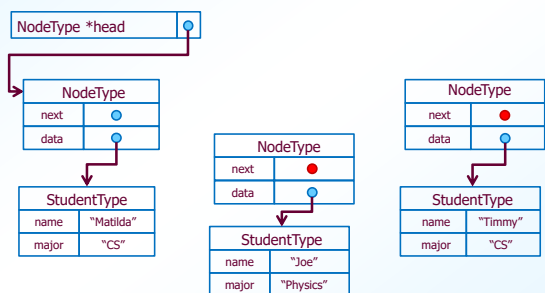 NodeType *head
NodeType
next
data
StudentType
name "Matilda"
major "CS"
NodeType
next
data
StudentType
name "Joe"
major "Physics"
NodeType
next
data
StudentType
name "Timmy"
major "CS"